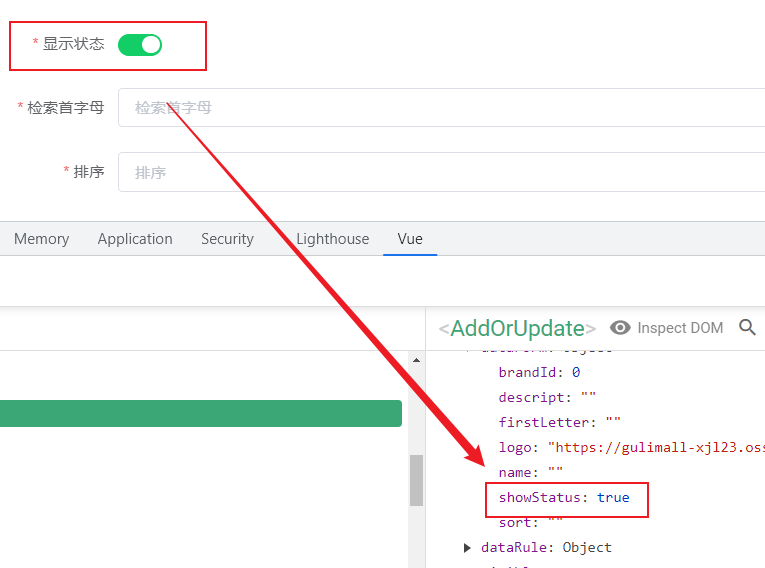 * 显示状态
* 检索首字母 检索首字母
* 排序 排序
Memory Application Security Lighthouse Vue
<AddOrUpdate> Inspect DOM
dataForm: Object
brandId: 0
descript: ""
firstLetter: ""
logo: "https://gulimall-xjl23.oss
name: ""
showStatus: true
sort: ""
dataRule: Object